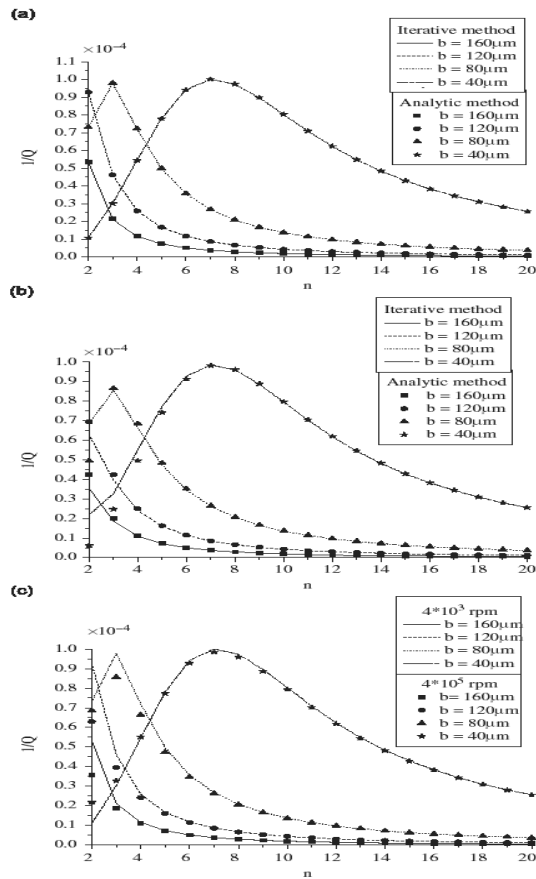 (a)
×10⁻⁴
Iterative method
b = 160μm
b = 120μm
b = 80μm
b = 40μm
Analytic method
b = 160μm
b = 120μm
b = 80μm
b = 40μm
1.0
0.9
0.8
0.7
0.6
0.5
0.4
0.3
0.2
0.1
0.0
1/Q
2 4 6 8 10 12 14 16 18 20
n
(b)
×10⁻⁴
Iterative method
b = 160μm
b = 120μm
b = 80μm
b = 40μm
Analytic method
b = 160μm
b = 120μm
b = 80μm
b = 40μm
1.0
0.9
0.8
0.7
0.6
0.5
0.4
0.3
0.2
0.1
0.0
1/Q
2 4 6 8 10 12 14 16 18 20
n
(c)
×10⁻⁴
4*10³ rpm
b = 160μm
b = 120μm
b = 80μm
b = 40μm
4*10⁵ rpm
b= 160μm
b = 120μm
b = 80μm
b = 40μm
1.0
0.9
0.8
0.7
0.6
0.5
0.4
0.3
0.2
0.1
0.0
1/Q
2 4 6 8 10 12 14 16 18 20
n